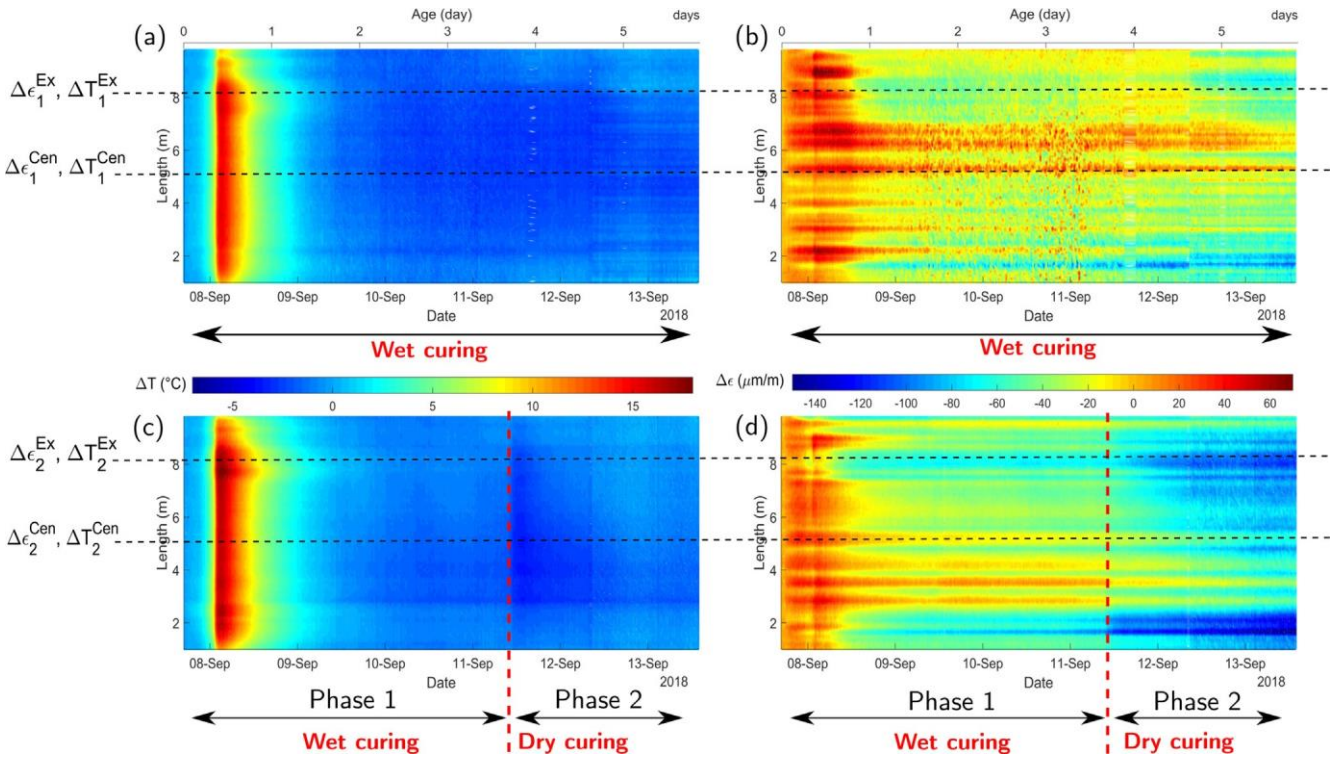 Age (day)
days
Age (day)
days
(a)
0 1 2 3 4 5
(b)
0 1 2 3 4 5
Δϵ₁ᴱˣ, ΔT₁ᴱˣ
Δϵ₁ᶜᵉⁿ, ΔT₁ᶜᵉⁿ
Length (m)
8
6
4
2
Length (m)
8
6
4
2
08-Sep 09-Sep 10-Sep 11-Sep 12-Sep 13-Sep
Date
2018
08-Sep 09-Sep 10-Sep 11-Sep 12-Sep 13-Sep
Date
2018
Wet curing
Wet curing
ΔT (°C)
-5 0 5 10 15
Δϵ (μm/m)
-140 -120 -100 -80 -60 -40 -20 0 20 40 60
(c)
(d)
Δϵ₂ᴱˣ, ΔT₂ᴱˣ
Δϵ₂ᶜᵉⁿ, ΔT₂ᶜᵉⁿ
Length (m)
8
6
4
2
Length (m)
8
6
4
2
08-Sep 09-Sep 10-Sep 11-Sep 12-Sep 13-Sep
Date
2018
08-Sep 09-Sep 10-Sep 11-Sep 12-Sep 13-Sep
Date
2018
Phase 1
Phase 2
Phase 1
Phase 2
Wet curing
Dry curing
Wet curing
Dry curing